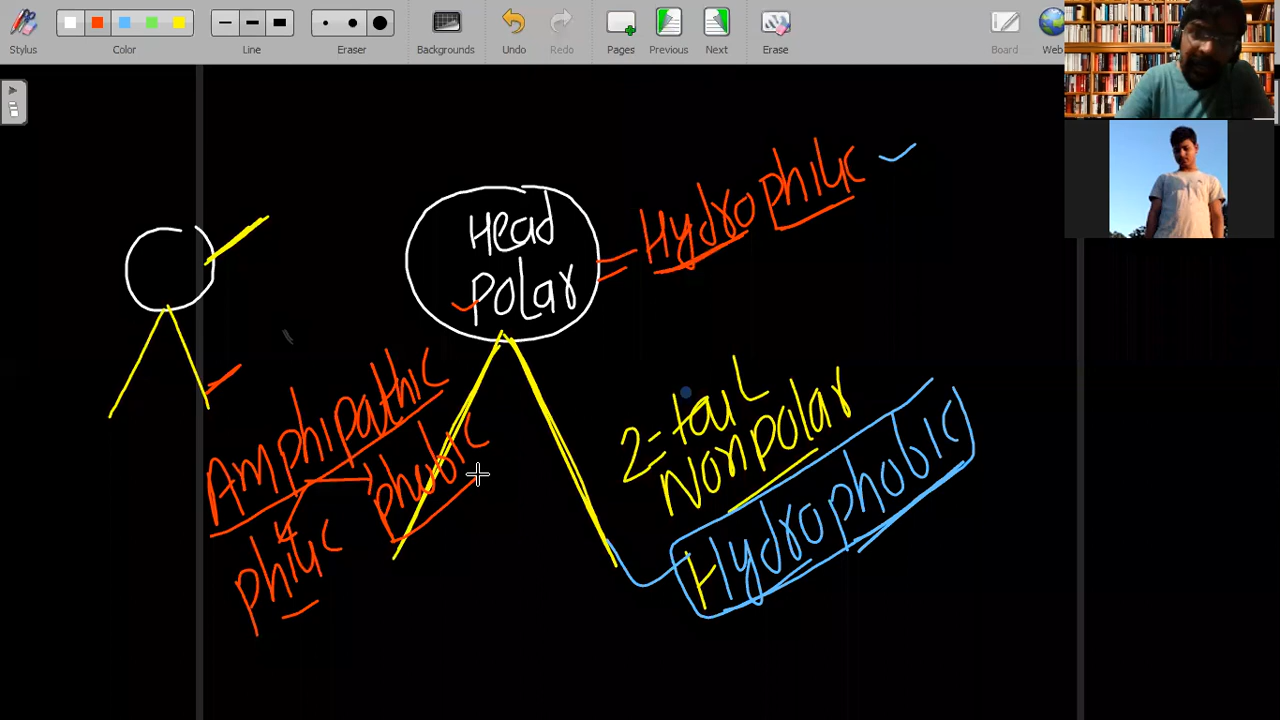 Stylus
Color
Line
Eraser
Backgrounds
Undo
Redo
Pages
Previous
Next
Erase
Board
Web
Head
Polar
Hydrophilic
2-tail
Nonpolar
Hydrophobic
Amphipathic
phobic
philic